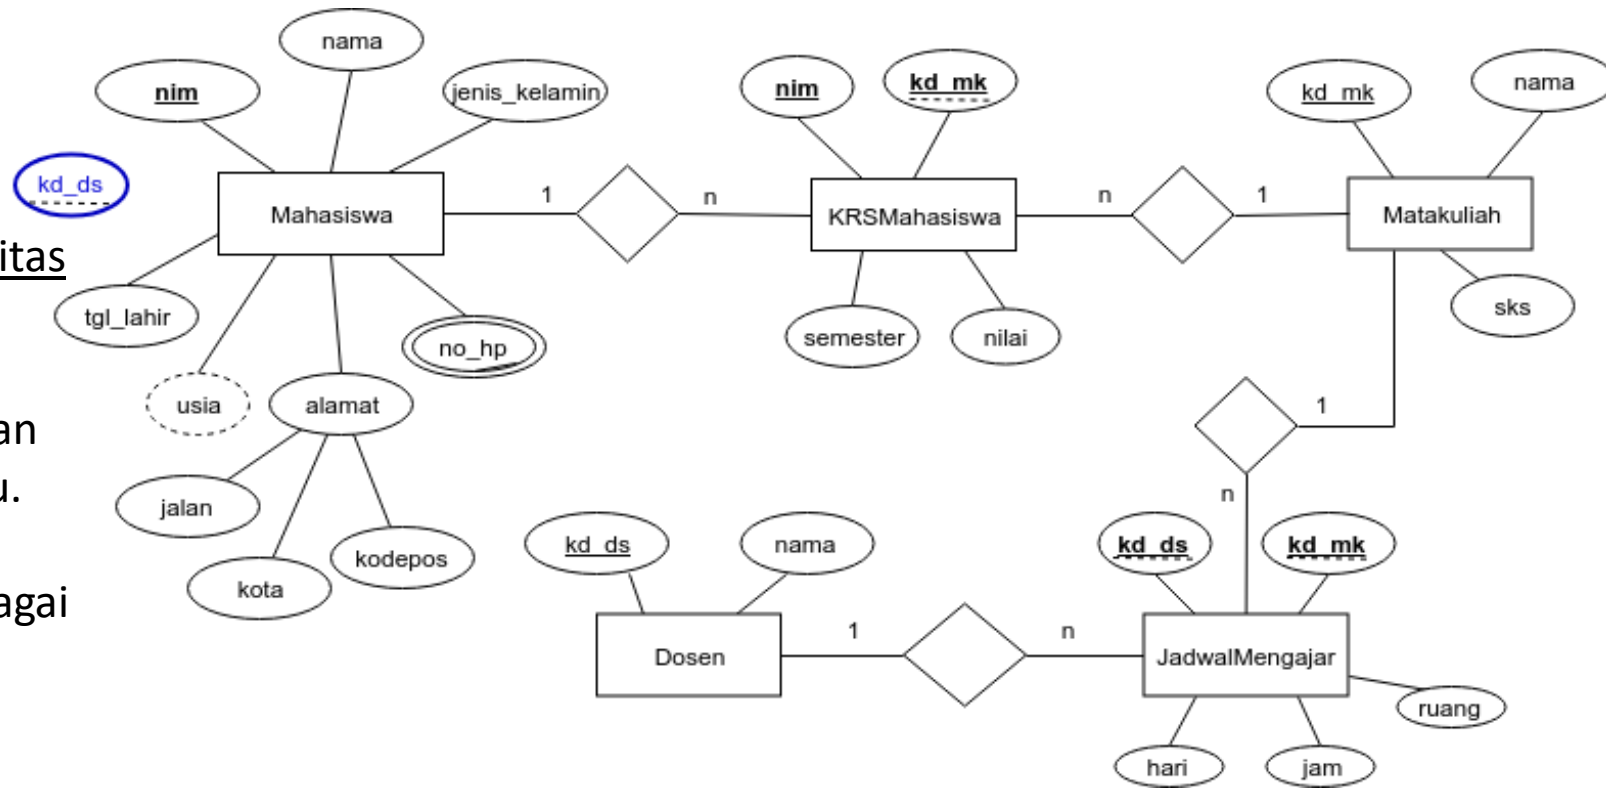 nama
nim
jenis_kelamin
kd_ds
Mahasiswa
itas
tgl_lahir
no_hp
usia
alamat
an
u.
jalan
kodepos
kota
agai
1
n
nim
kd_mk
KRSMahasiswa
semester
nilai
n
1
kd_mk
nama
Matakuliah
sks
1
n
kd_ds
nama
Dosen
1
n
kd_ds
kd_mk
JadwalMengajar
ruang
hari
jam